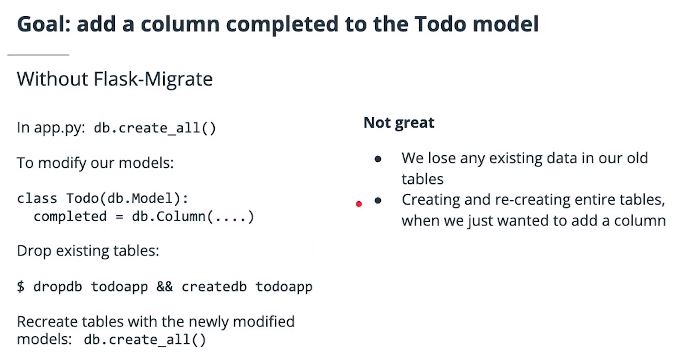 Goal: add a column completed to the Todo model
Without Flask-Migrate
In app.py: db.create_all()
To modify our models:
class Todo(db.Model):
  completed = db.Column(....)
Drop existing tables:
$ dropdb todoapp && createdb todoapp
Recreate tables with the newly modified
models: db.create_all()
Not great
● We lose any existing data in our old
tables
● Creating and re-creating entire tables,
when we just wanted to add a column